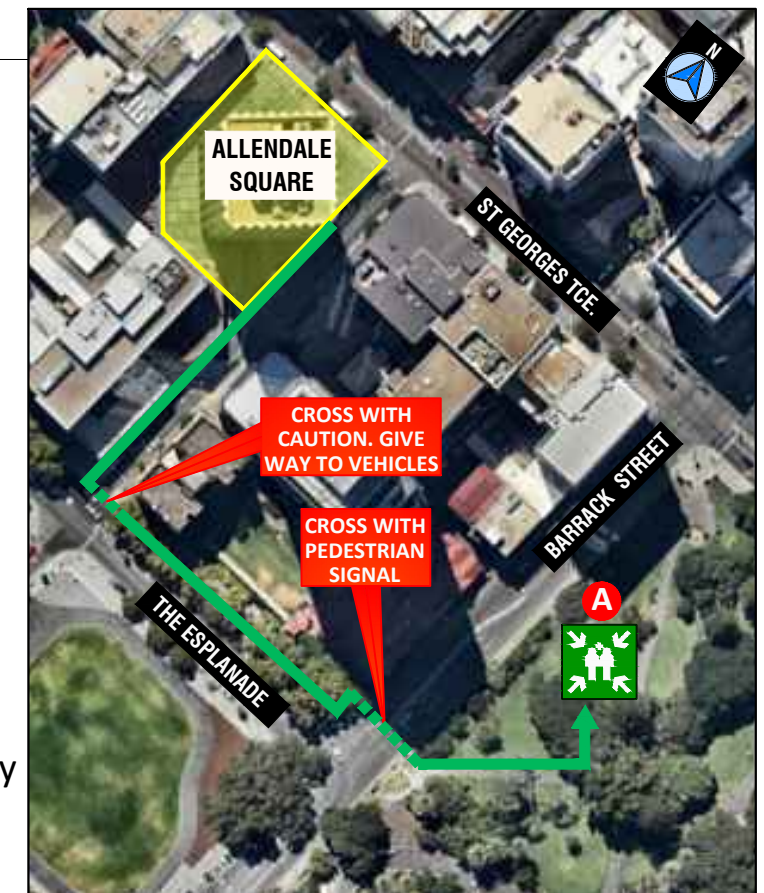 N
ALLENDALE
SQUARE
ST GEORGES TCE.
CROSS WITH
CAUTION. GIVE
WAY TO VEHICLES
BARRACK STREET
CROSS WITH
PEDESTRIAN
SIGNAL
A
THE ESPLANADE
y